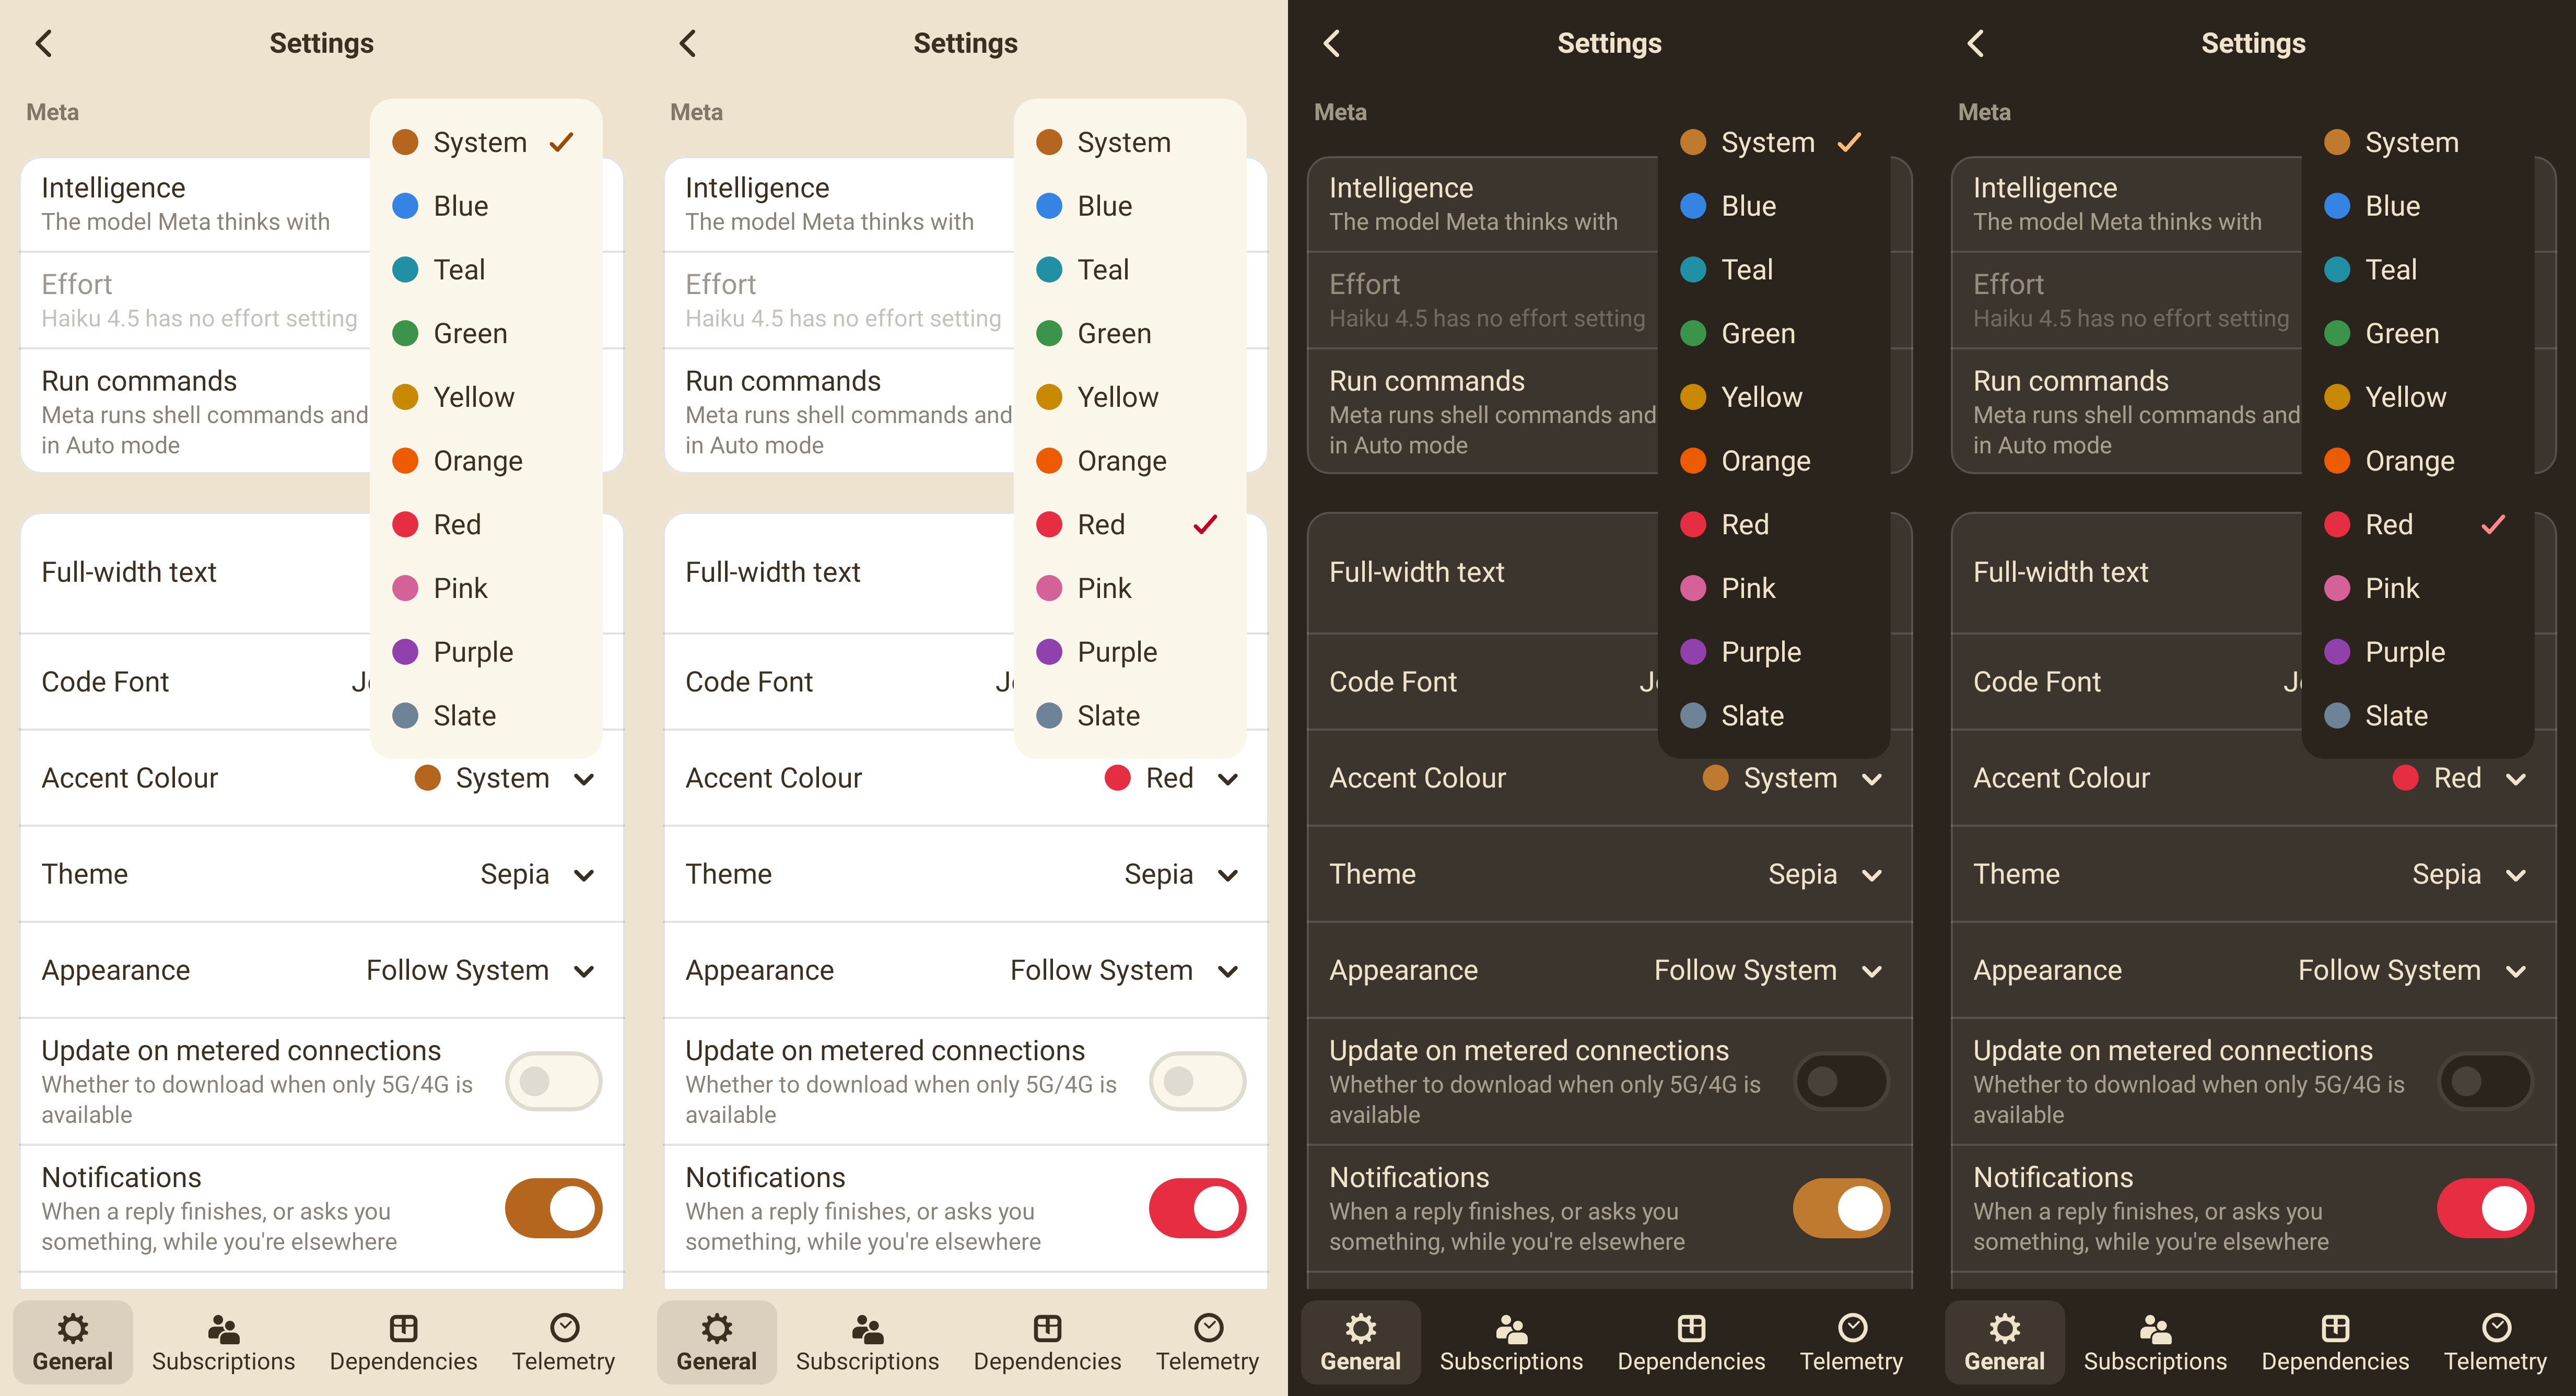 Settings
Meta
Intelligence
The model Meta thinks with
Effort
Haiku 4.5 has no effort setting
Run commands
Meta runs shell commands and
in Auto mode
System
Blue
Teal
Green
Yellow
Orange
Red
Pink
Purple
Slate
Full-width text
Code Font
Accent Colour
System
Theme
Sepia
Appearance
Follow System
Update on metered connections
Whether to download when only 5G/4G is
available
Notifications
When a reply finishes, or asks you
something, while you're elsewhere
General
Subscriptions
Dependencies
Telemetry
Settings
Meta
Intelligence
The model Meta thinks with
Effort
Haiku 4.5 has no effort setting
Run commands
Meta runs shell commands and
in Auto mode
System
Blue
Teal
Green
Yellow
Orange
Red
Pink
Purple
Slate
Full-width text
Code Font
Accent Colour
Red
Theme
Sepia
Appearance
Follow System
Update on metered connections
Whether to download when only 5G/4G is
available
Notifications
When a reply finishes, or asks you
something, while you're elsewhere
General
Subscriptions
Dependencies
Telemetry
Settings
Meta
Intelligence
The model Meta thinks with
Effort
Haiku 4.5 has no effort setting
Run commands
Meta runs shell commands and
in Auto mode
System
Blue
Teal
Green
Yellow
Orange
Red
Pink
Purple
Slate
Full-width text
Code Font
Accent Colour
System
Theme
Sepia
Appearance
Follow System
Update on metered connections
Whether to download when only 5G/4G is
available
Notifications
When a reply finishes, or asks you
something, while you're elsewhere
General
Subscriptions
Dependencies
Telemetry
Settings
Meta
Intelligence
The model Meta thinks with
Effort
Haiku 4.5 has no effort setting
Run commands
Meta runs shell commands and
in Auto mode
System
Blue
Teal
Green
Yellow
Orange
Red
Pink
Purple
Slate
Full-width text
Code Font
Accent Colour
Red
Theme
Sepia
Appearance
Follow System
Update on metered connections
Whether to download when only 5G/4G is
available
Notifications
When a reply finishes, or asks you
something, while you're elsewhere
General
Subscriptions
Dependencies
Telemetry